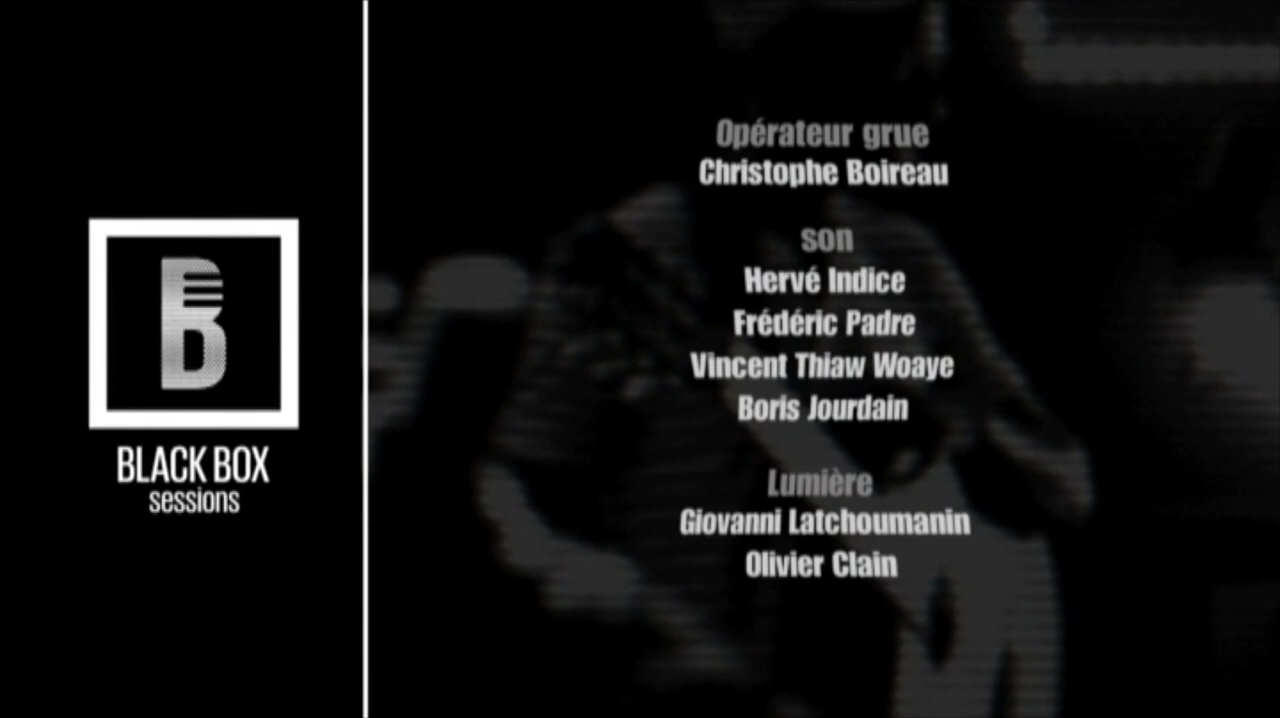 BLACK BOX
sessions
Opérateur grue
Christophe Boireau
son
Hervé Indice
Frédéric Padre
Vincent Thiaw Woaye
Boris Jourdain
Lumière
Giovanni Latchoumanin
Olivier Clain